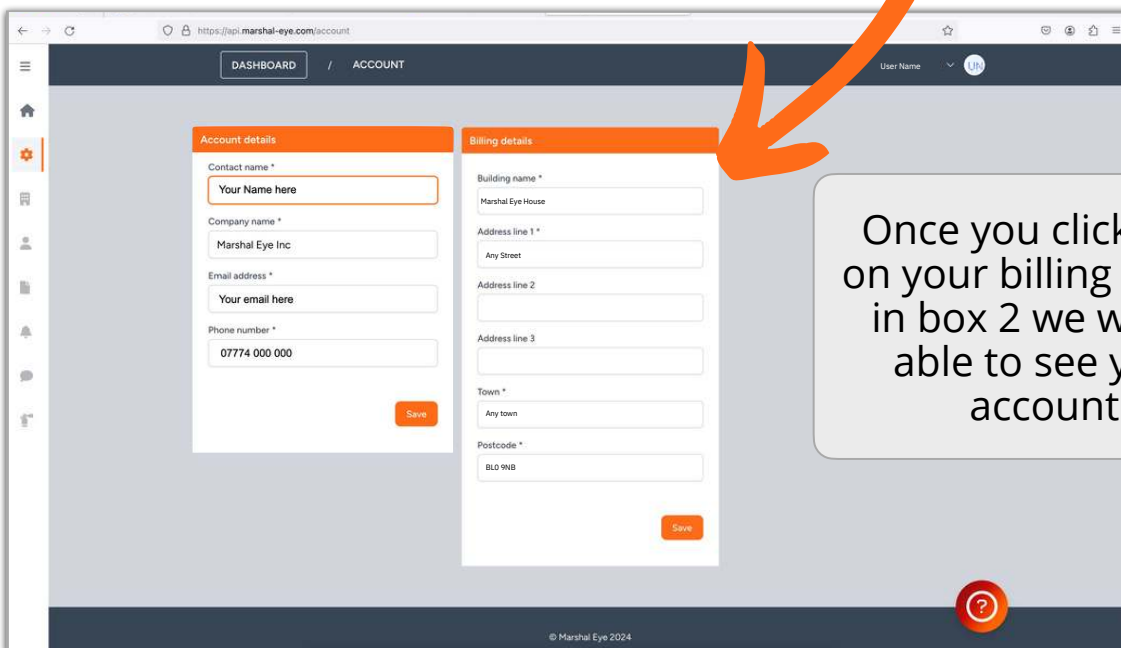 https://api.marshal-eye.com/account
DASHBOARD / ACCOUNT
User Name
UN
Account details
Contact name *
Your Name here
Company name *
Marshal Eye Inc
Email address *
Your email here
Phone number *
07774 000 000
Save
Billing details
Building name *
Marshal Eye House
Address line 1 *
Any Street
Address line 2
Address line 3
Town *
Any town
Postcode *
BL0 9NB
Save
Once you click
on your billing
in box 2 we
able to see
account
?
© Marshal Eye 2024